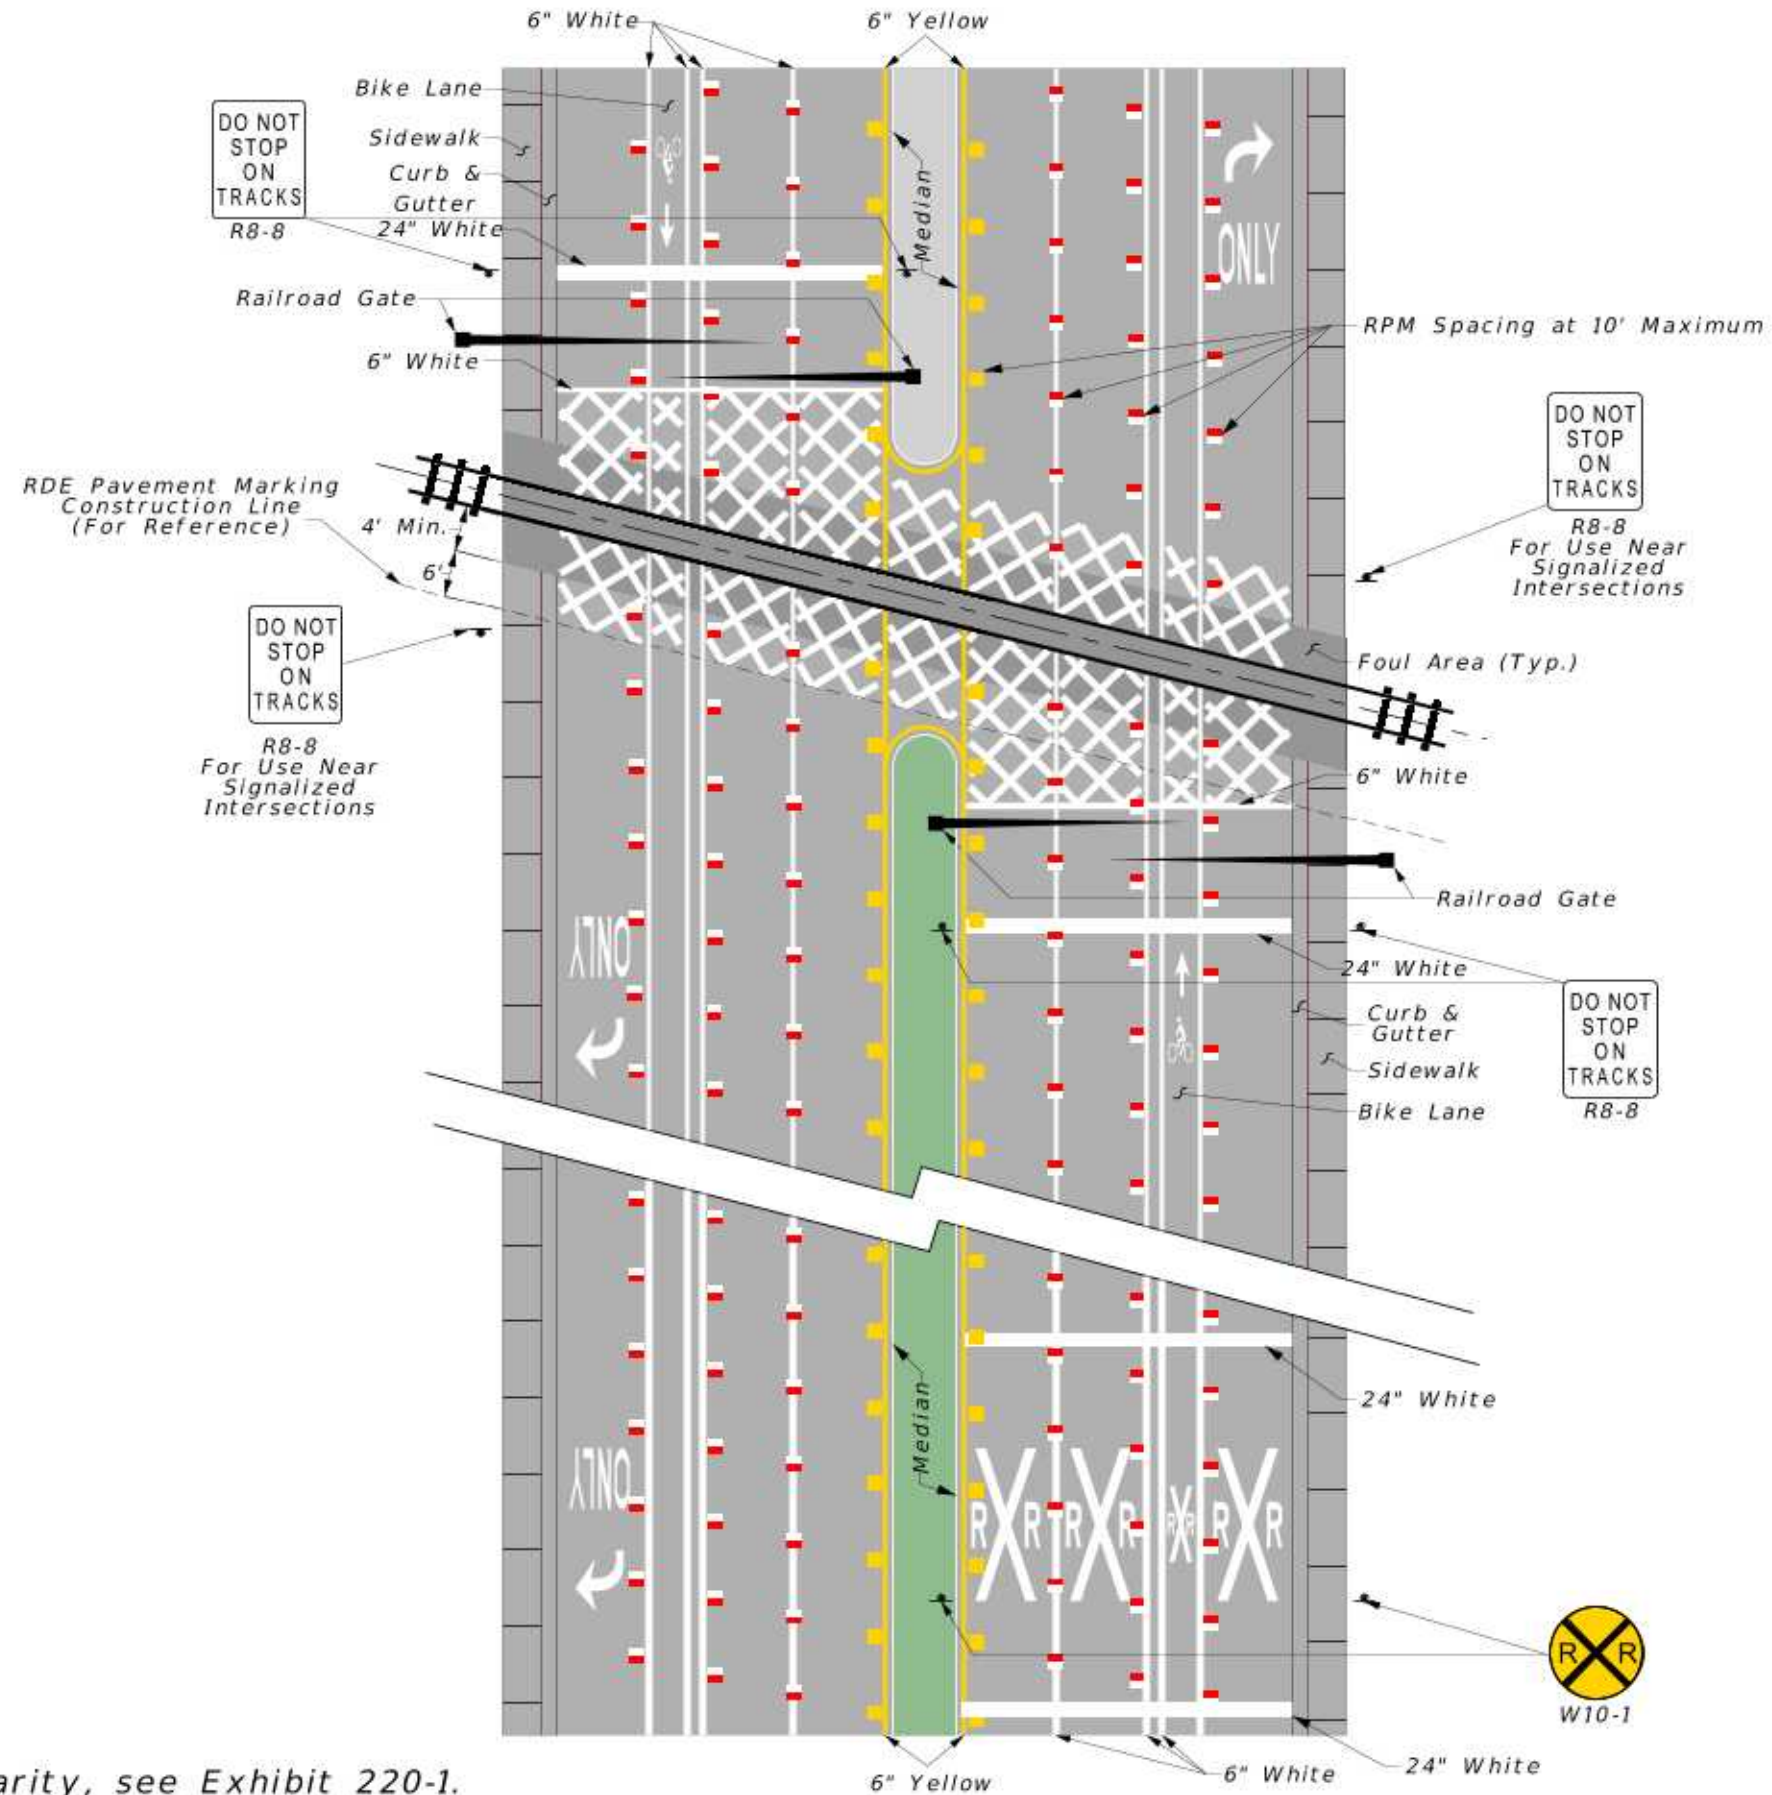 6" White
6" Yellow
Bike Lane
DO NOT
STOP
ON
TRACKS
R8-8
Sidewalk
Curb &
Gutter
24" White
Median
ONLY
Railroad Gate
6" White
RPM Spacing at 10' Maximum
DO NOT
STOP
ON
TRACKS
R8-8
For Use Near
Signalized
Intersections
RDE Pavement Marking
Construction Line
(For Reference)
4' Min.
6'
DO NOT
STOP
ON
TRACKS
R8-8
For Use Near
Signalized
Intersections
Foul Area (Typ.)
6" White
Railroad Gate
ONLY
24" White
DO NOT
STOP
ON
TRACKS
R8-8
Curb &
Gutter
Sidewalk
Bike Lane
24" White
Median
ONLY
R R
R R
R R
R R
R R
W10-1
24" White
6" White
6" Yellow
arity, see Exhibit 220-1.